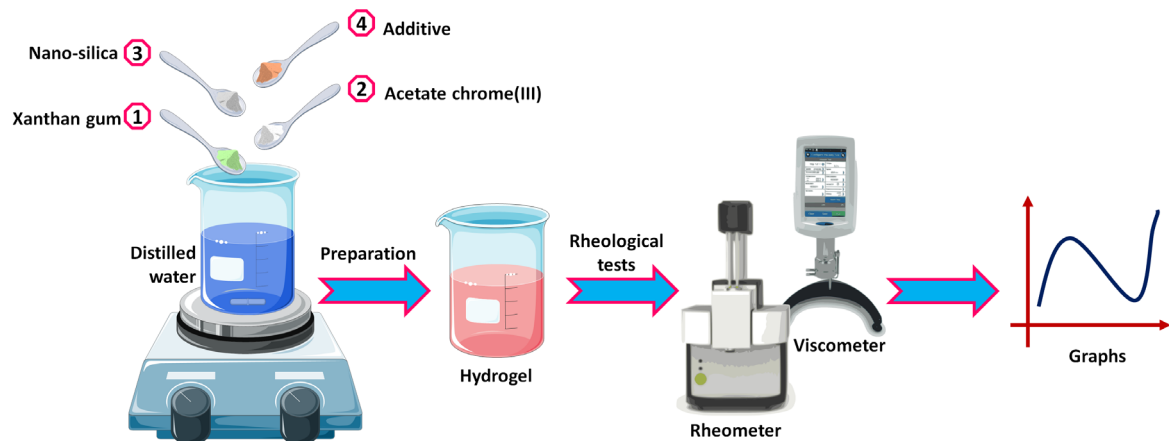 4 Additive
Nano-silica 3
2 Acetate chrome(III)
Xanthan gum 1
Distilled
water
Preparation
Hydrogel
Rheological
tests
Viscometer
Rheometer
Graphs